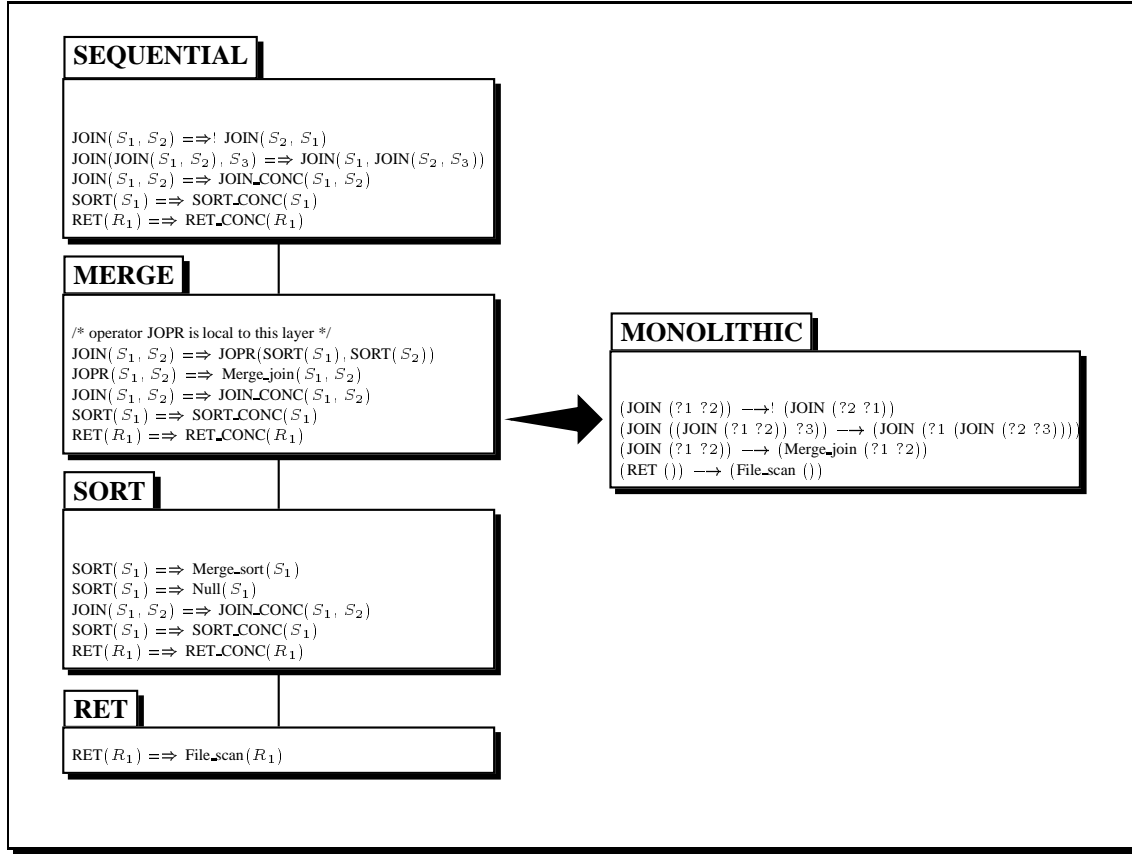 SEQUENTIAL
JOIN(S₁, S₂) ==⇒! JOIN(S₂, S₁)
JOIN(JOIN(S₁, S₂), S₃) ==⇒ JOIN(S₁, JOIN(S₂, S₃))
JOIN(S₁, S₂) ==⇒ JOIN_CONC(S₁, S₂)
SORT(S₁) ==⇒ SORT_CONC(S₁)
RET(R₁) ==⇒ RET_CONC(R₁)
MERGE
/* operator JOPR is local to this layer */
JOIN(S₁, S₂) ==⇒ JOPR(SORT(S₁), SORT(S₂))
JOPR(S₁, S₂) ==⇒ Merge_join(S₁, S₂)
JOIN(S₁, S₂) ==⇒ JOIN_CONC(S₁, S₂)
SORT(S₁) ==⇒ SORT_CONC(S₁)
RET(R₁) ==⇒ RET_CONC(R₁)
SORT
SORT(S₁) ==⇒ Merge_sort(S₁)
SORT(S₁) ==⇒ Null(S₁)
JOIN(S₁, S₂) ==⇒ JOIN_CONC(S₁, S₂)
SORT(S₁) ==⇒ SORT_CONC(S₁)
RET(R₁) ==⇒ RET_CONC(R₁)
RET
RET(R₁) ==⇒ File_scan(R₁)
MONOLITHIC
(JOIN (?1 ?2)) −→! (JOIN (?2 ?1))
(JOIN ((JOIN (?1 ?2)) ?3)) −→ (JOIN (?1 (JOIN (?2 ?3))))
(JOIN (?1 ?2)) −→ (Merge_join (?1 ?2))
(RET ()) −→ (File_scan ())